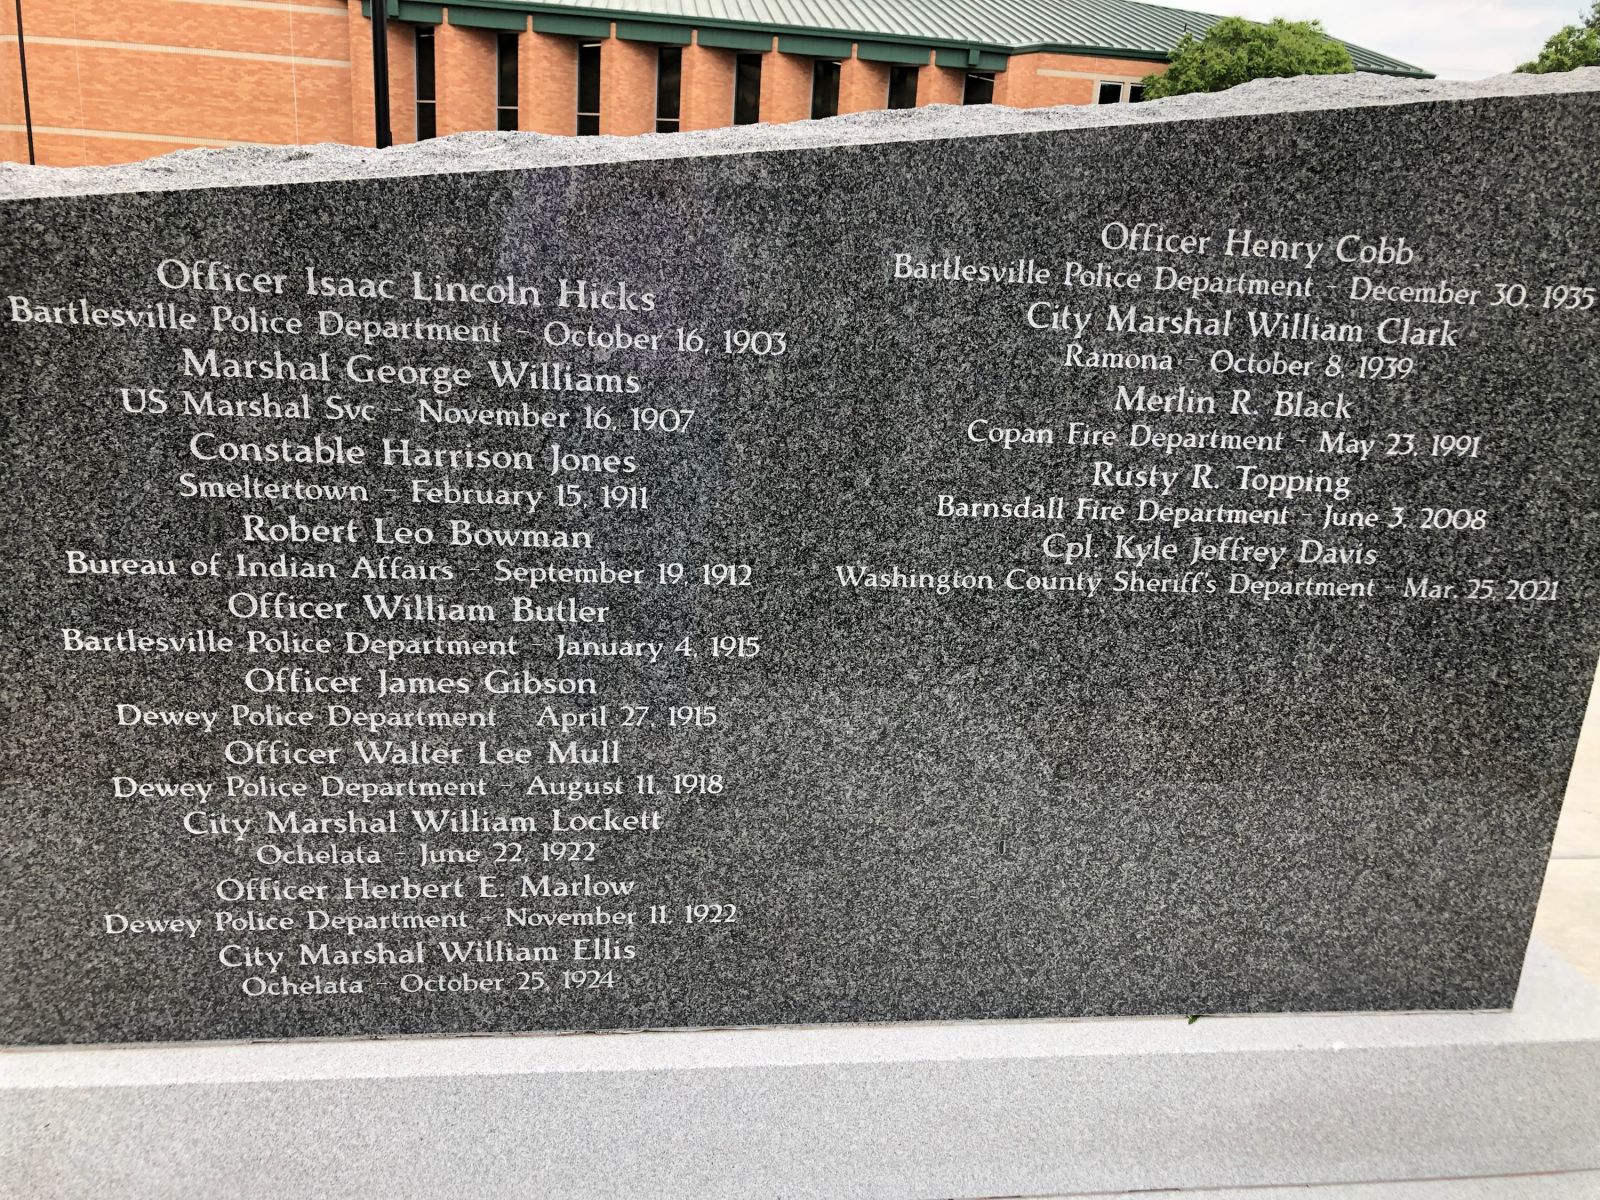 Officer Isaac Lincoln Hicks
Bartlesville Police Department - October 16, 1903
Marshal George Williams
US Marshal Svc - November 16, 1907
Constable Harrison Jones
Smeltertown - February 15, 1911
Robert Leo Bowman
Bureau of Indian Affairs - September 19, 1912
Officer William Butler
Bartlesville Police Department - January 4, 1915
Officer James Gibson
Dewey Police Department - April 27, 1915
Officer Walter Lee Mull
Dewey Police Department - August 11, 1918
City Marshal William Lockett
Ochelata - June 22, 1922
Officer Herbert E. Marlow
Dewey Police Department - November 11, 1922
City Marshal William Ellis
Ochelata - October 25, 1924
Officer Henry Cobb
Bartlesville Police Department - December 30, 1935
City Marshal William Clark
Ramona - October 8, 1939
Merlin R. Black
Copan Fire Department - May 23, 1991
Rusty R. Topping
Barnsdall Fire Department - June 3, 2008
Cpl. Kyle Jeffrey Davis
Washington County Sheriff's Department - Mar. 25, 2021